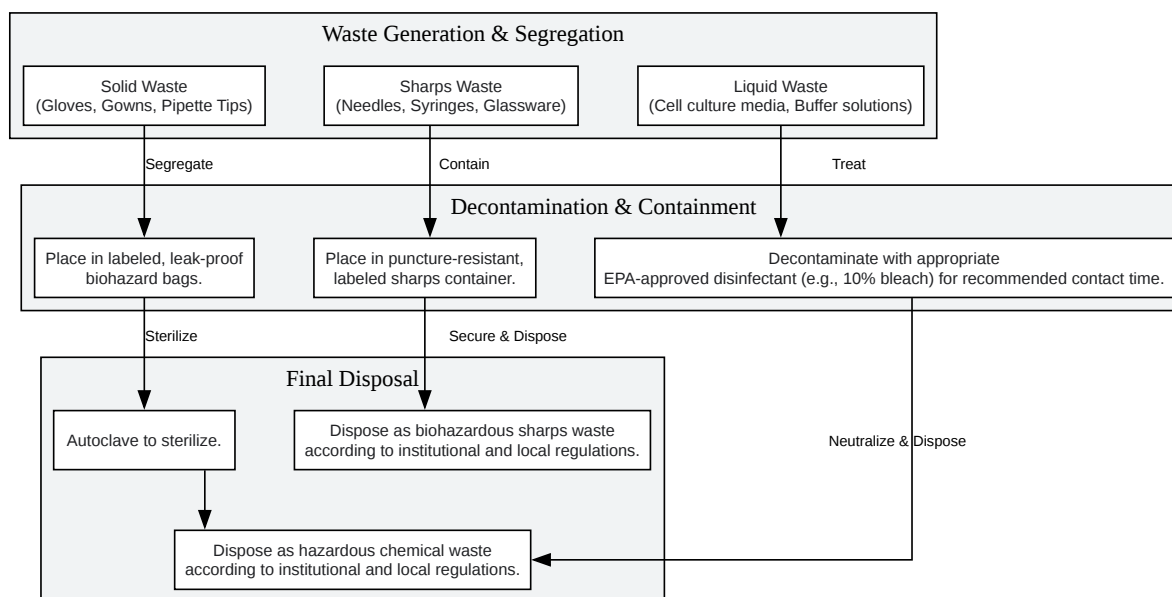 Waste Generation & Segregation
Solid Waste
(Gloves, Gowns, Pipette Tips)
Sharps Waste
(Needles, Syringes, Glassware)
Liquid Waste
(Cell culture media, Buffer solutions)
Segregate
Contain
Treat
Decontamination & Containment
Place in labeled, leak-proof
biohazard bags.
Place in puncture-resistant,
labeled sharps container.
Decontaminate with appropriate
EPA-approved disinfectant (e.g., 10% bleach) for recommended contact time.
Sterilize
Secure & Dispose
Final Disposal
Autoclave to sterilize.
Dispose as biohazardous sharps waste
according to institutional and local regulations.
Neutralize & Dispose
Dispose as hazardous chemical waste
according to institutional and local regulations.